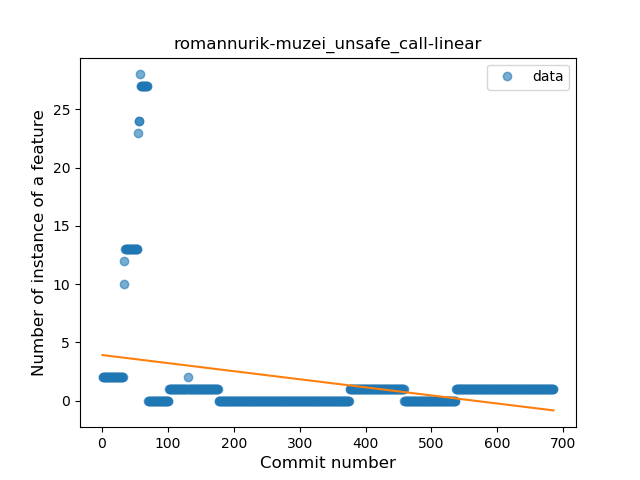 romannurik-muzei_unsafe_call-linear
data
Number of instance of a feature
25
20
15
10
5
0
0 100 200 300 400 500 600 700
Commit number